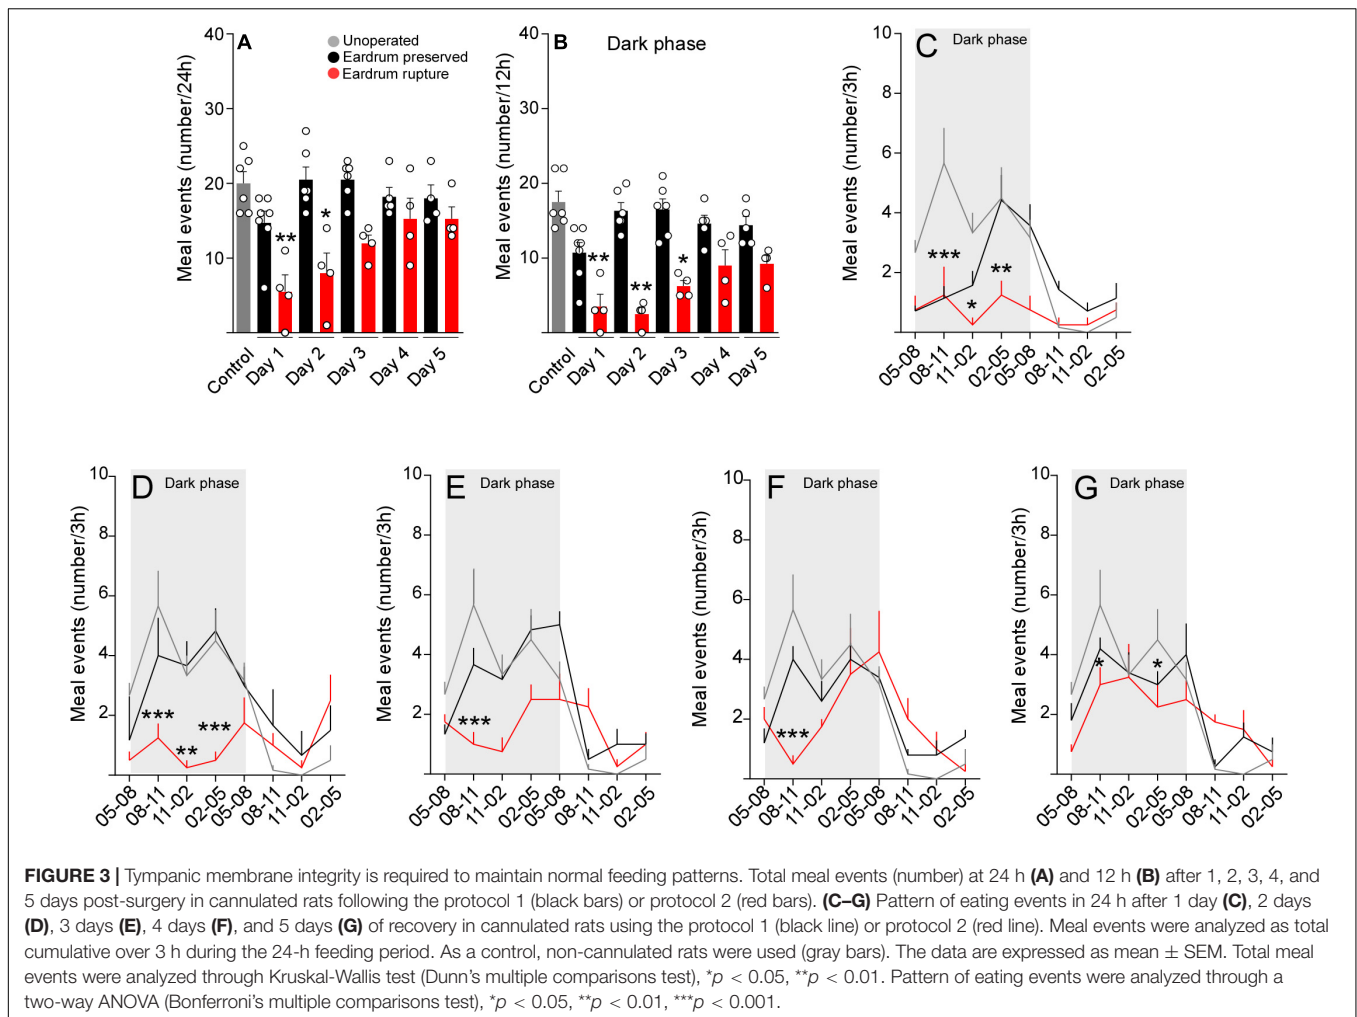 A
Unoperated
Eardrum preserved
Eardrum rupture
Meal events (number/24h)
40
30
20
10
**
*
Control
Day 1
Day 2
Day 3
Day 4
Day 5
B
Dark phase
Meal events (number/12h)
40
30
20
10
**
**
*
Control
Day 1
Day 2
Day 3
Day 4
Day 5
C
Dark phase
Meal events (number/3h)
10
8
6
4
2
***
*
**
05-08
08-11
11-02
02-05
05-08
08-11
11-02
02-05
D
Dark phase
Meal events (number/3h)
10
8
6
4
2
***
**
***
05-08
08-11
11-02
02-05
05-08
08-11
11-02
02-05
E
Dark phase
Meal events (number/3h)
10
8
6
4
2
***
05-08
08-11
11-02
02-05
05-08
08-11
11-02
02-05
F
Dark phase
Meal events (number/3h)
10
8
6
4
2
***
05-08
08-11
11-02
02-05
05-08
08-11
11-02
02-05
G
Dark phase
Meal events (number/3h)
10
8
6
4
2
*
*
05-08
08-11
11-02
02-05
05-08
08-11
11-02
02-05
FIGURE 3 | Tympanic membrane integrity is required to maintain normal feeding patterns. Total meal events (number) at 24 h (A) and 12 h (B) after 1, 2, 3, 4, and
5 days post-surgery in cannulated rats following the protocol 1 (black bars) or protocol 2 (red bars). (C–G) Pattern of eating events in 24 h after 1 day (C), 2 days
(D), 3 days (E), 4 days (F), and 5 days (G) of recovery in cannulated rats using the protocol 1 (black line) or protocol 2 (red line). Meal events were analyzed as total
cumulative over 3 h during the 24-h feeding period. As a control, non-cannulated rats were used (gray bars). The data are expressed as mean ± SEM. Total meal
events were analyzed through Kruskal-Wallis test (Dunn's multiple comparisons test), *p < 0.05, **p < 0.01. Pattern of eating events were analyzed through a
two-way ANOVA (Bonferroni's multiple comparisons test), *p < 0.05, **p < 0.01, ***p < 0.001.